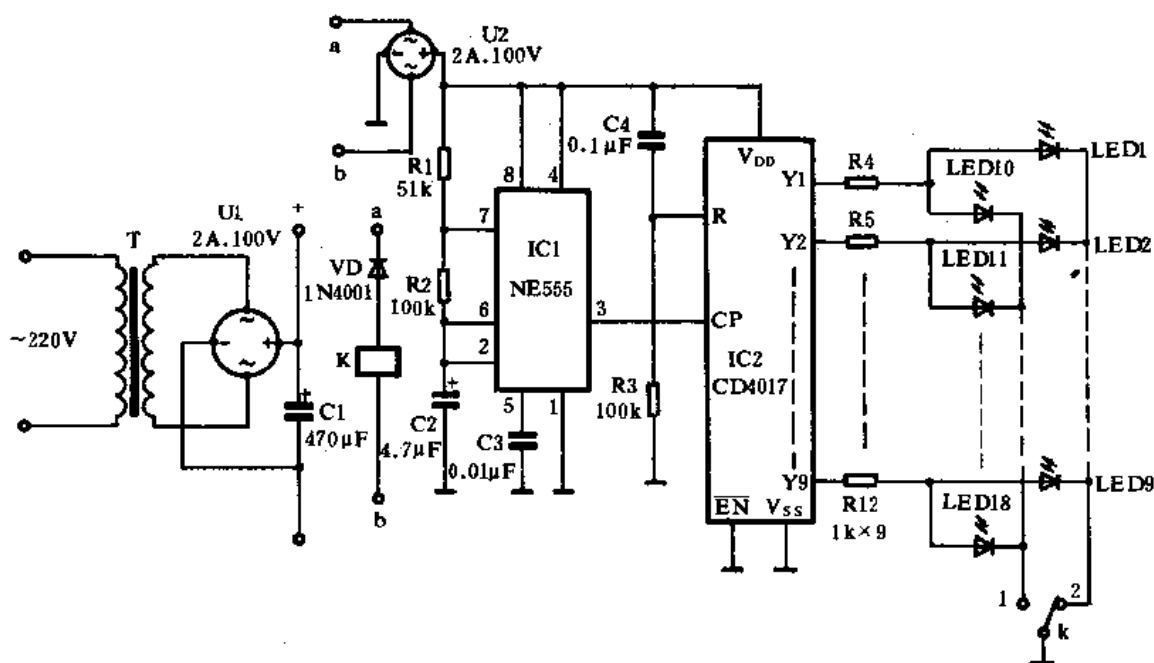 U2
2A.100V
a
b
C4
0.1μF
R1
51k
8
4
VDD
Y1
R4
LED10
LED1
R
R5
Y2
LED11
LED2
U1
2A.100V
T
+
a
VD
1N4001
7
IC1
NE555
R2
100k
6
3
CP
2
IC2
CD4017
~220V
K
+
C1
470μF
C2
4.7μF
5
1
C3
0.01μF
R3
100k
b
Y9
R12
1k×9
LED18
LED9
EN
VSS
1
2
k
~
-
+
~
~
-
+
~